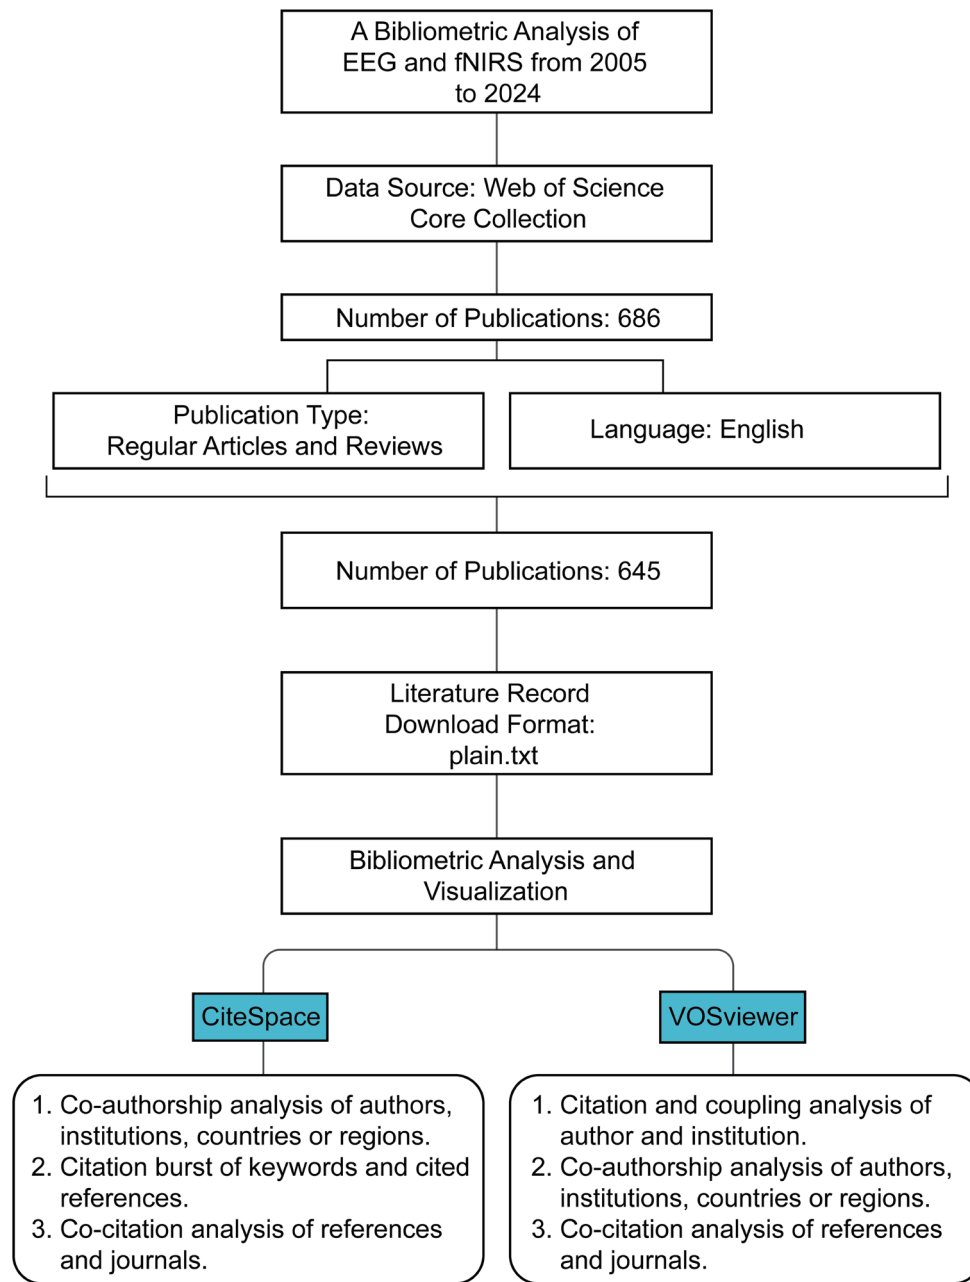 A Bibliometric Analysis of
EEG and fNIRS from 2005
to 2024
Data Source: Web of Science
Core Collection
Number of Publications: 686
Publication Type:
Regular Articles and Reviews
Language: English
Number of Publications: 645
Literature Record
Download Format:
plain.txt
Bibliometric Analysis and
Visualization
CiteSpace
VOSviewer
1. Co-authorship analysis of authors,
institutions, countries or regions.
2. Citation burst of keywords and cited
references.
3. Co-citation analysis of references
and journals.
1. Citation and coupling analysis of
author and institution.
2. Co-authorship analysis of authors,
institutions, countries or regions.
3. Co-citation analysis of references
and journals.